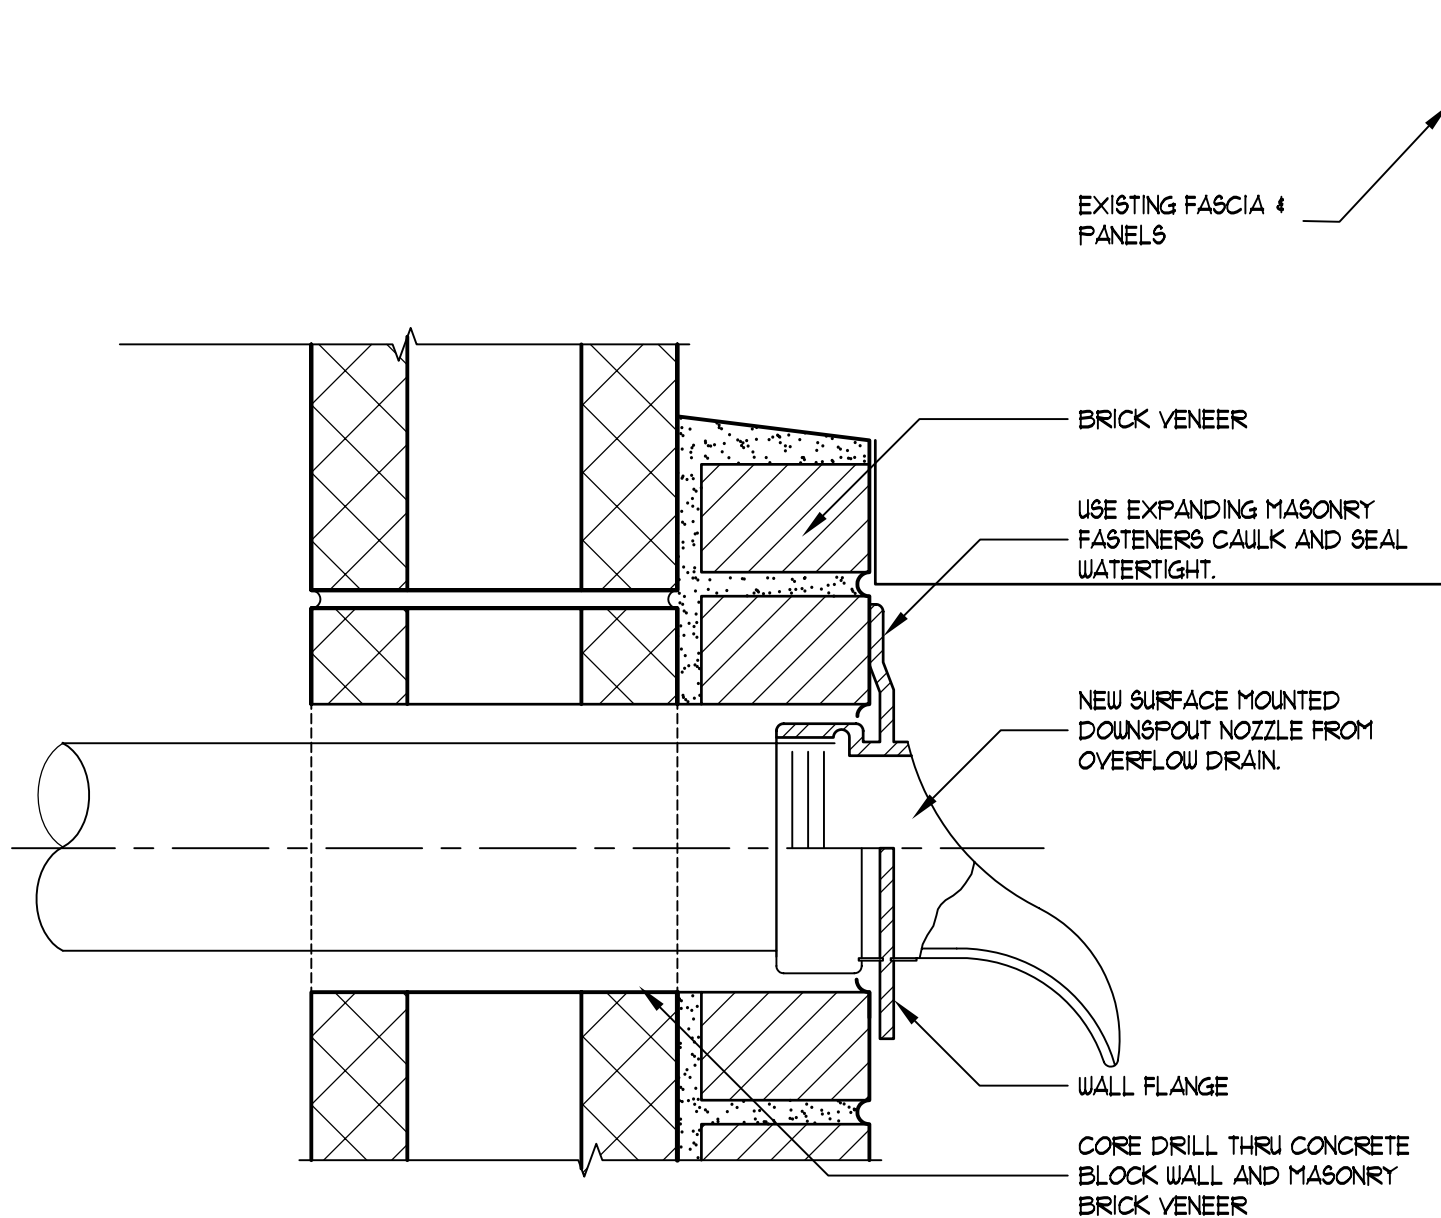 EXISTING FASCIA &
PANELS
BRICK VENEER
USE EXPANDING MASONRY
FASTENERS CAULK AND SEAL
WATERTIGHT.
NEW SURFACE MOUNTED
DOWNSPOUT NOZZLE FROM
OVERFLOW DRAIN.
WALL FLANGE
CORE DRILL THRU CONCRETE
BLOCK WALL AND MASONRY
BRICK VENEER